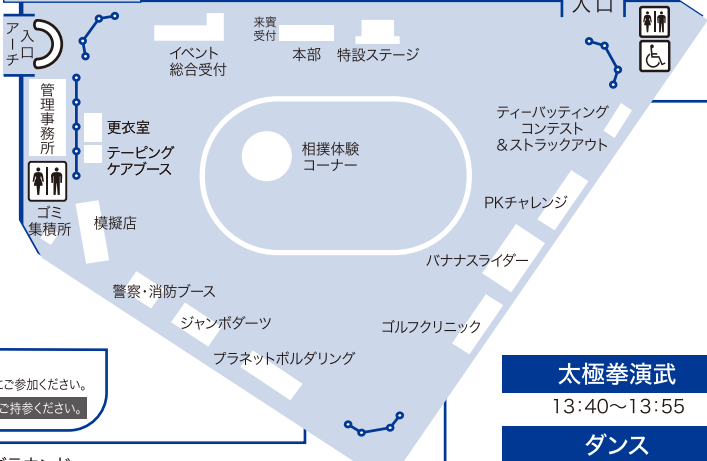 入口
入口
アーチ
来賓
受付
イベント
総合受付
本部
特設ステージ
管理事務所
更衣室
テーピング
ケアブース
相撲体験
コーナー
ティーバッティング
コンテスト
&ストラックアウト
ゴミ
集積所
模擬店
PKチャレンジ
バナナスライダー
警察・消防ブース
ジャンボダーツ
ゴルフクリニック
プラネットボルダリング
ご参加ください。
ご持参ください。
太極拳演武
13:40〜13:55
ダンス